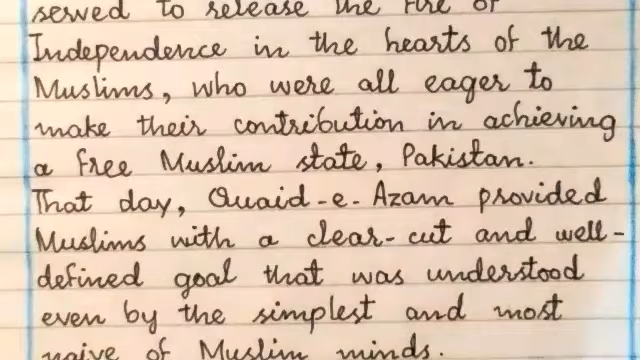 served to release the Fire of
Independence in the hearts of the
Muslims, who were all eager to
make their contribution in achieving
a free Muslim state, Pakistan.
That day, Quaid-e-Azam provided
Muslims with a clear-cut and well-
defined goal that was understood
even by the simplest and most
naive of Muslim minds.